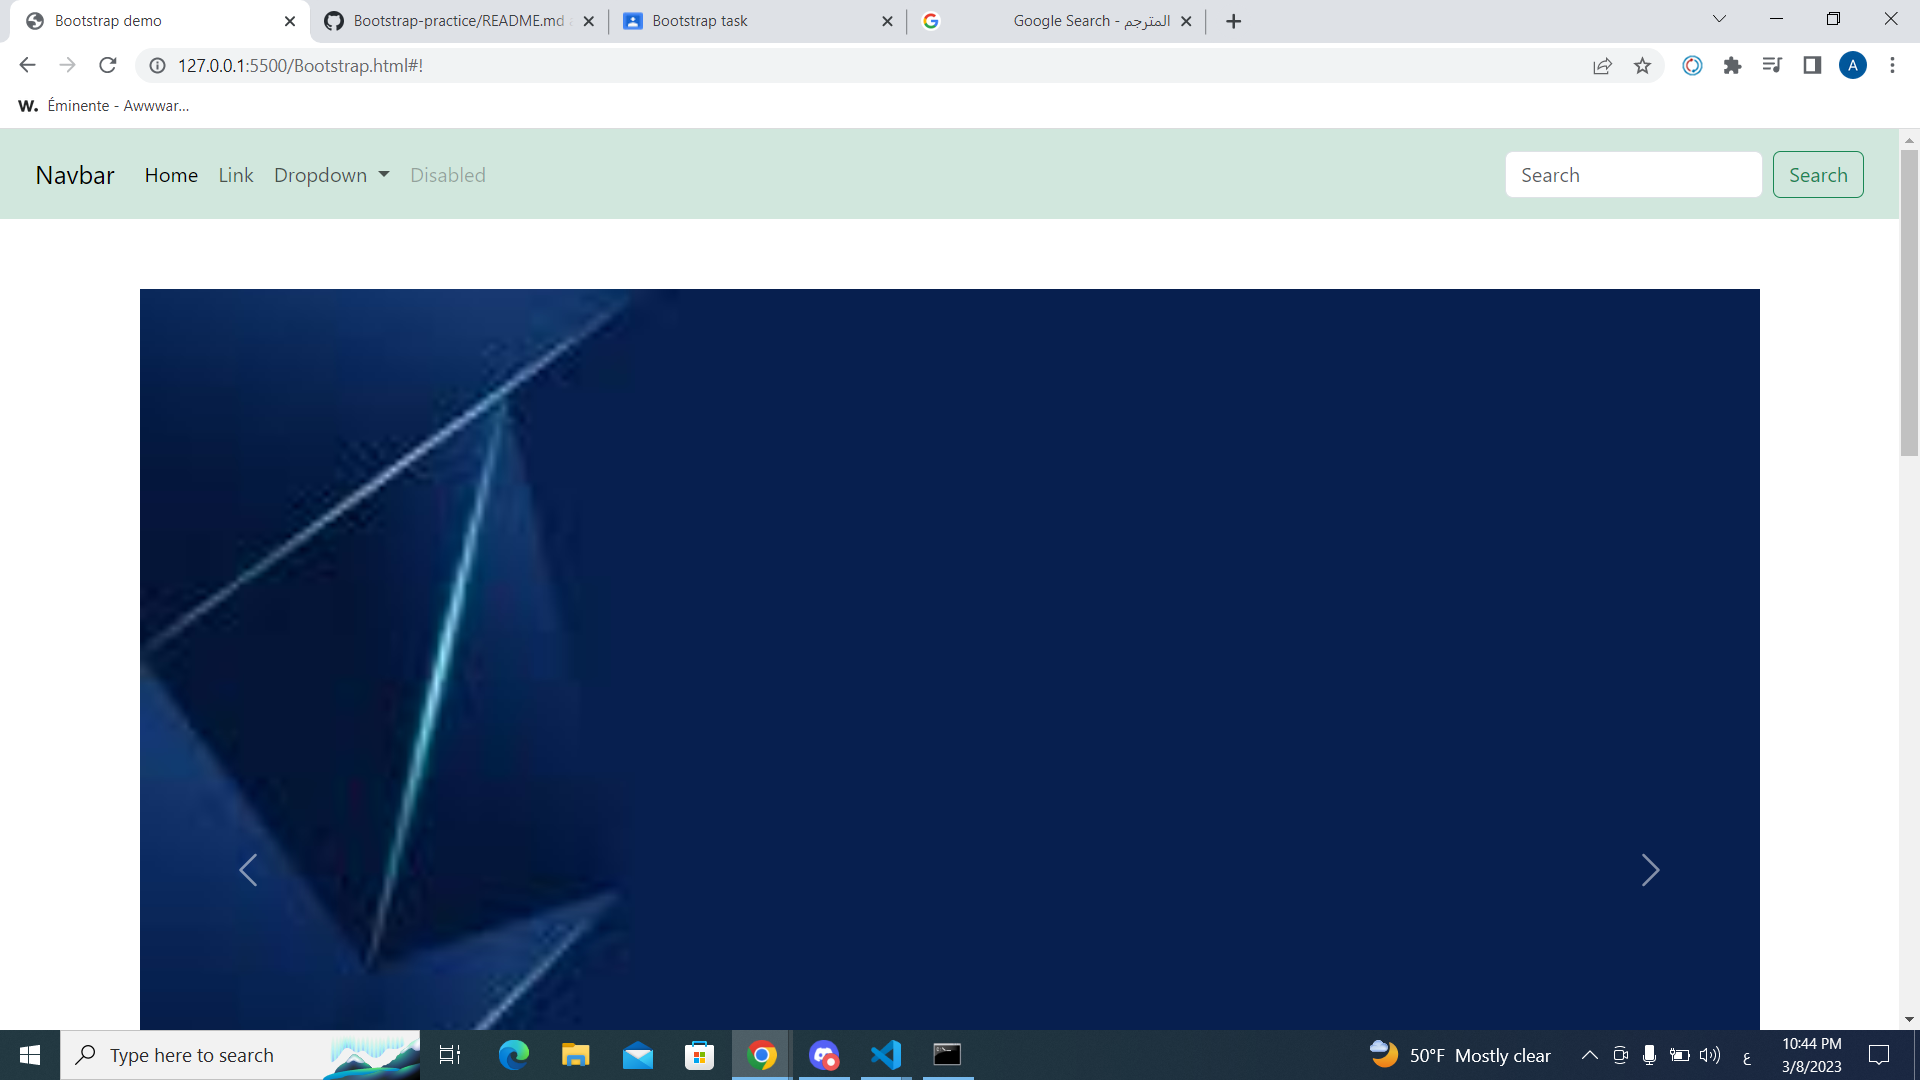 Bootstrap demo
Bootstrap-practice/README.md
Bootstrap task
المترجم - Google Search
127.0.0.1:5500/Bootstrap.html#!
A
W. Éminente - Awwwar...
Navbar
Home
Link
Dropdown
Disabled
Search
Search
Type here to search
50°F Mostly clear
ع
10:44 PM
3/8/2023